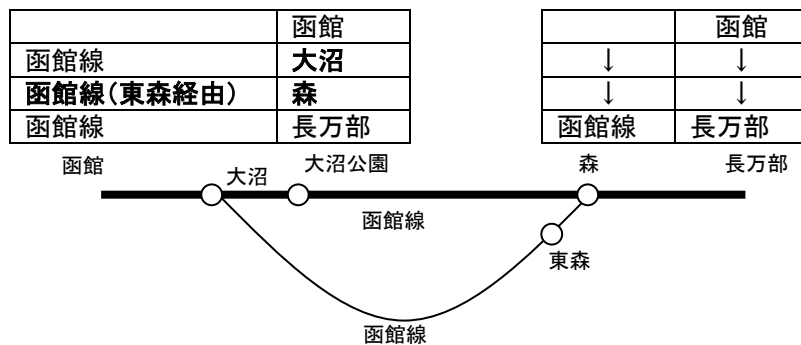 函館 函館
函館線 大沼 ↓ ↓
函館線（東森経由） 森 ↓ ↓
函館線 長万部 函館線 長万部
函館 大沼 大沼公園 森 長万部
函館線
東森
函館線